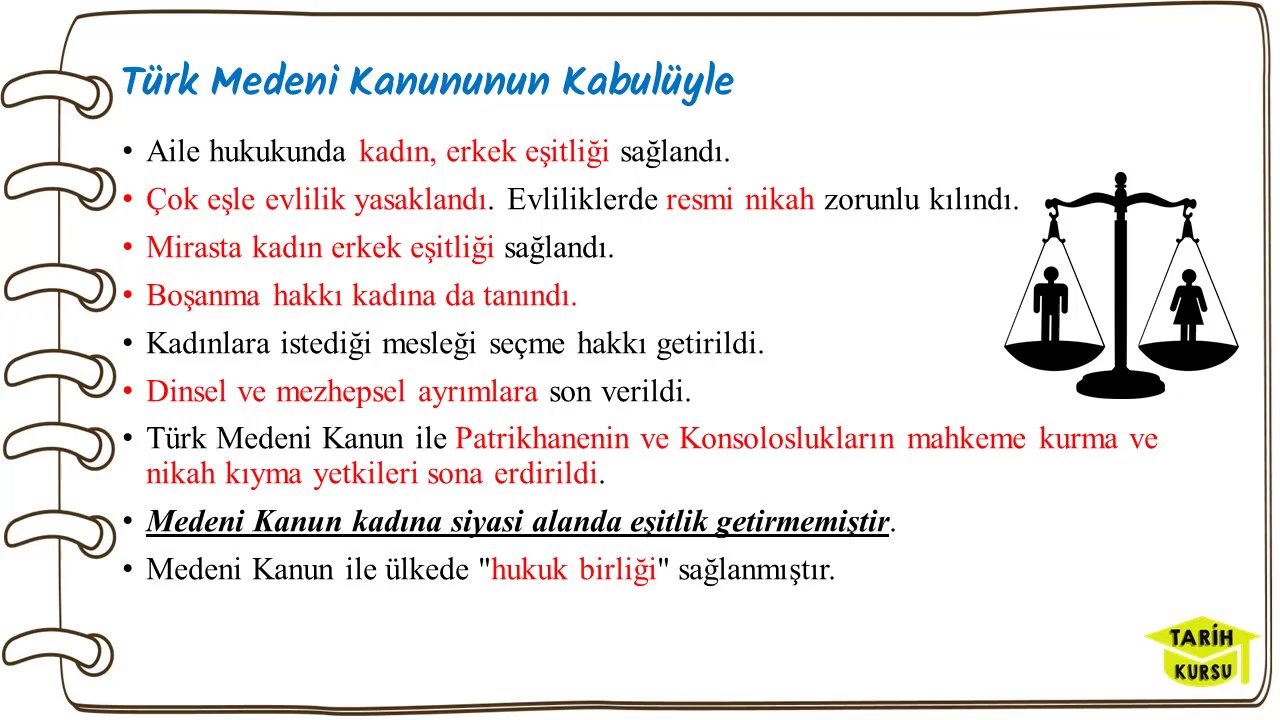 Türk Medeni Kanununun Kabulüyle
• Aile hukukunda kadın, erkek eşitliği sağlandı.
• Çok eşle evlilik yasaklandı. Evliliklerde resmi nikah zorunlu kılındı.
• Mirasta kadın erkek eşitliği sağlandı.
• Boşanma hakkı kadına da tanındı.
• Kadınlara istediği mesleği seçme hakkı getirildi.
• Dinsel ve mezhepsel ayrımlara son verildi.
• Türk Medeni Kanun ile Patrikhanenin ve Konsoloslukların mahkeme kurma ve
nikah kıyma yetkileri sona erdirildi.
• Medeni Kanun kadına siyasi alanda eşitlik getirmemiştir.
• Medeni Kanun ile ülkede "hukuk birliği" sağlanmıştır.
TARİH
KURSU